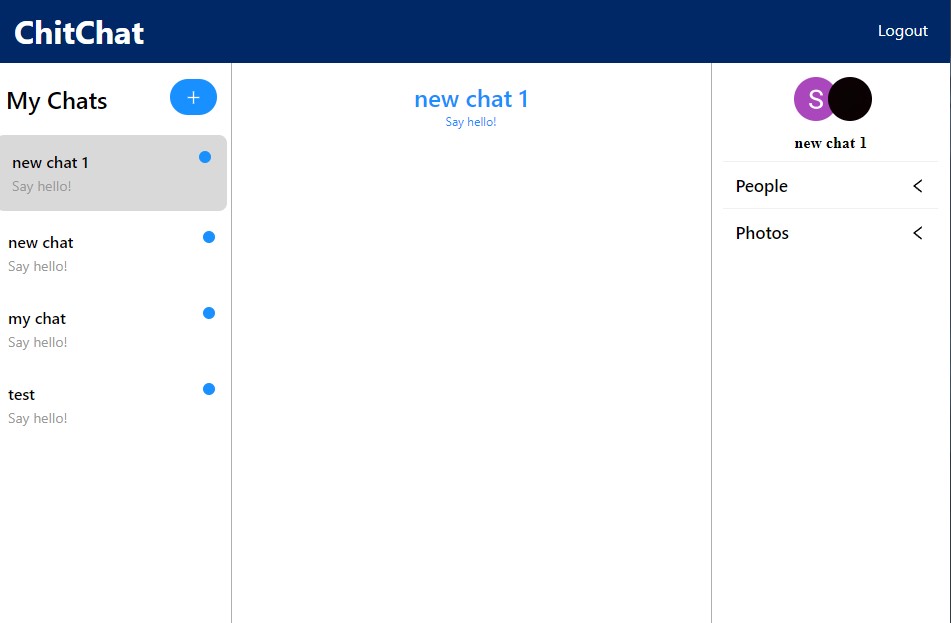 ChitChat
Logout
My Chats
+
new chat 1
Say hello!
new chat
Say hello!
my chat
Say hello!
test
Say hello!
new chat 1
Say hello!
S
new chat 1
People
Photos